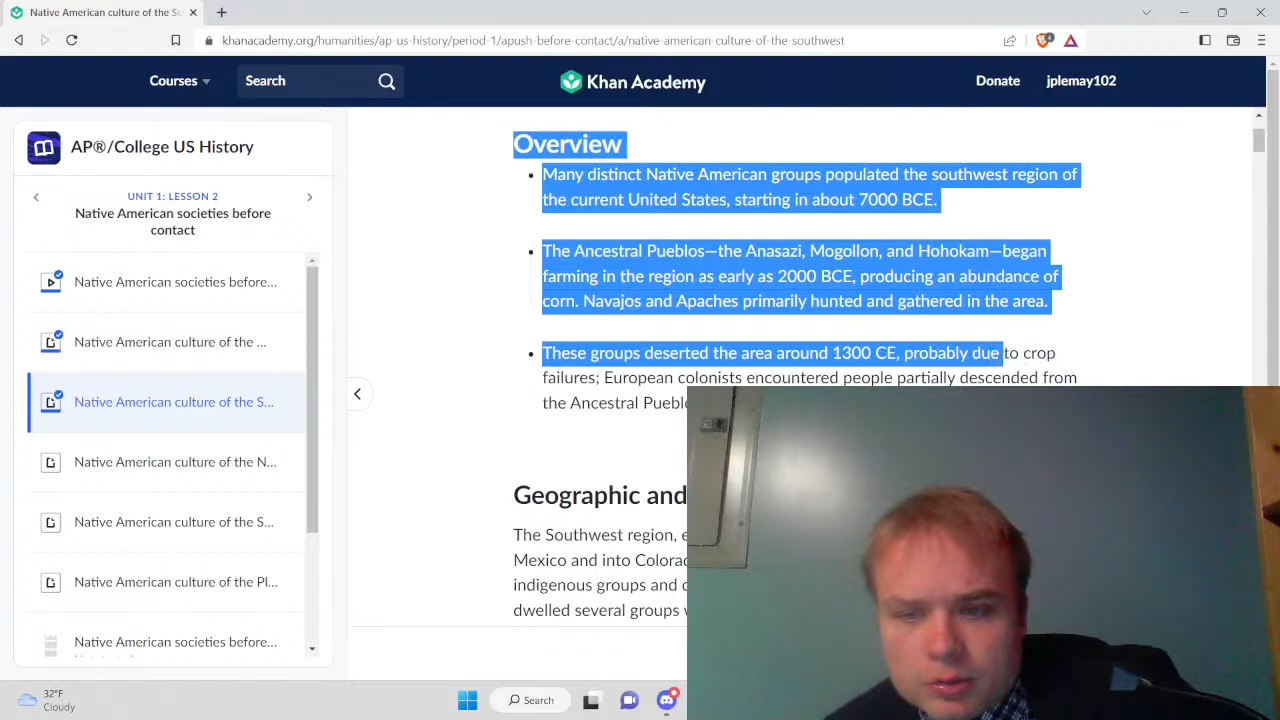 Native American culture of the So
khanacademy.org/humanities/ap-us-history/period-1/apush-before-contact/a/native-american-culture-of-the-southwest
4
Courses
Search
Khan Academy
Donate
jplemay102
AP®/College US History
UNIT 1: LESSON 2
Native American societies before
contact
Native American societies before...
Native American culture of the ...
Native American culture of the S...
Native American culture of the N...
Native American culture of the S...
Native American culture of the Pl...
Native American societies before...
Overview
Many distinct Native American groups populated the southwest region of
the current United States, starting in about 7000 BCE.
The Ancestral Pueblos—the Anasazi, Mogollon, and Hohokam—began
farming in the region as early as 2000 BCE, producing an abundance of
corn. Navajos and Apaches primarily hunted and gathered in the area.
These groups deserted the area around 1300 CE, probably due to crop
failures; European colonists encountered people partially descended from
the Ancestral Pueblo
Geographic and
The Southwest region, e
Mexico and into Colorad
indigenous groups and c
dwelled several groups w
32°F
Cloudy
Search